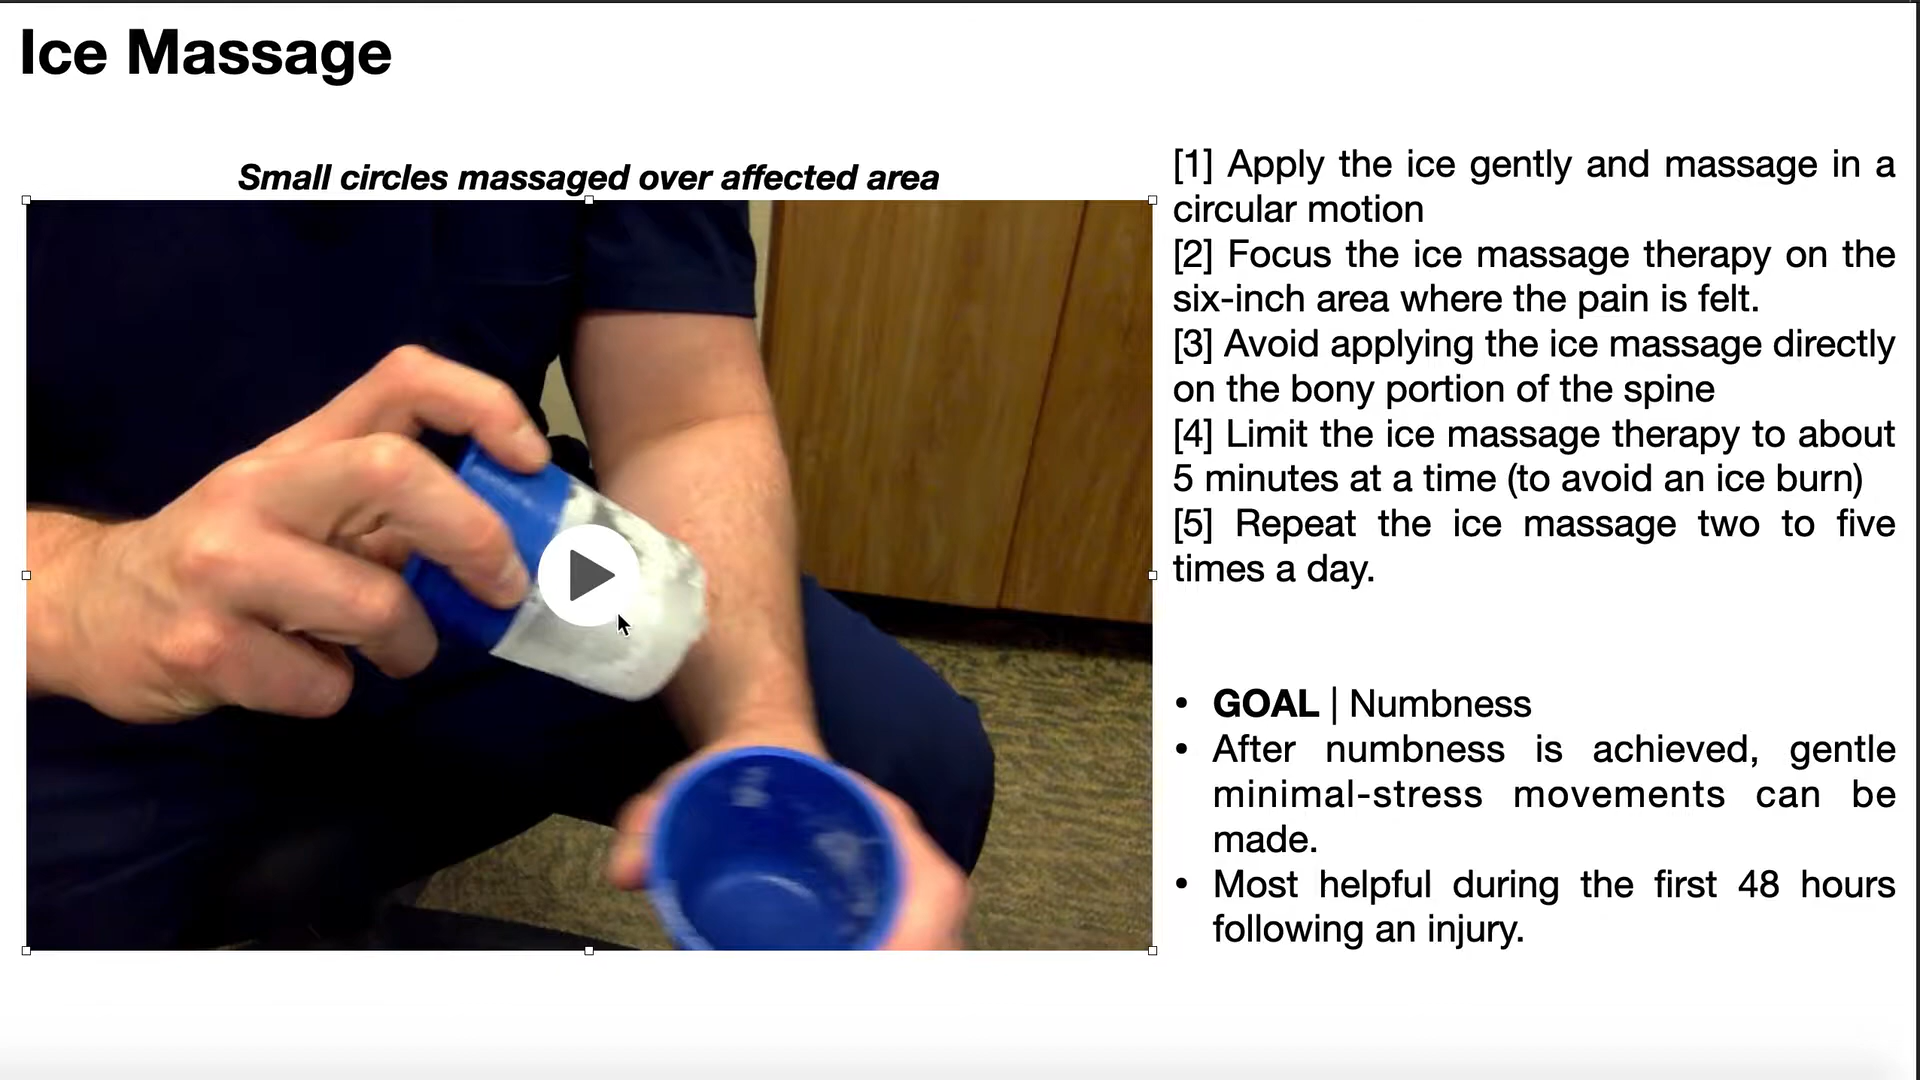 Ice Massage
Small circles massaged over affected area
[1] Apply the ice gently and massage in a
circular motion
[2] Focus the ice massage therapy on the
six-inch area where the pain is felt.
[3] Avoid applying the ice massage directly
on the bony portion of the spine
[4] Limit the ice massage therapy to about
5 minutes at a time (to avoid an ice burn)
[5] Repeat the ice massage two to five
times a day.
• GOAL | Numbness
• After numbness is achieved, gentle
minimal-stress movements can be
made.
• Most helpful during the first 48 hours
following an injury.